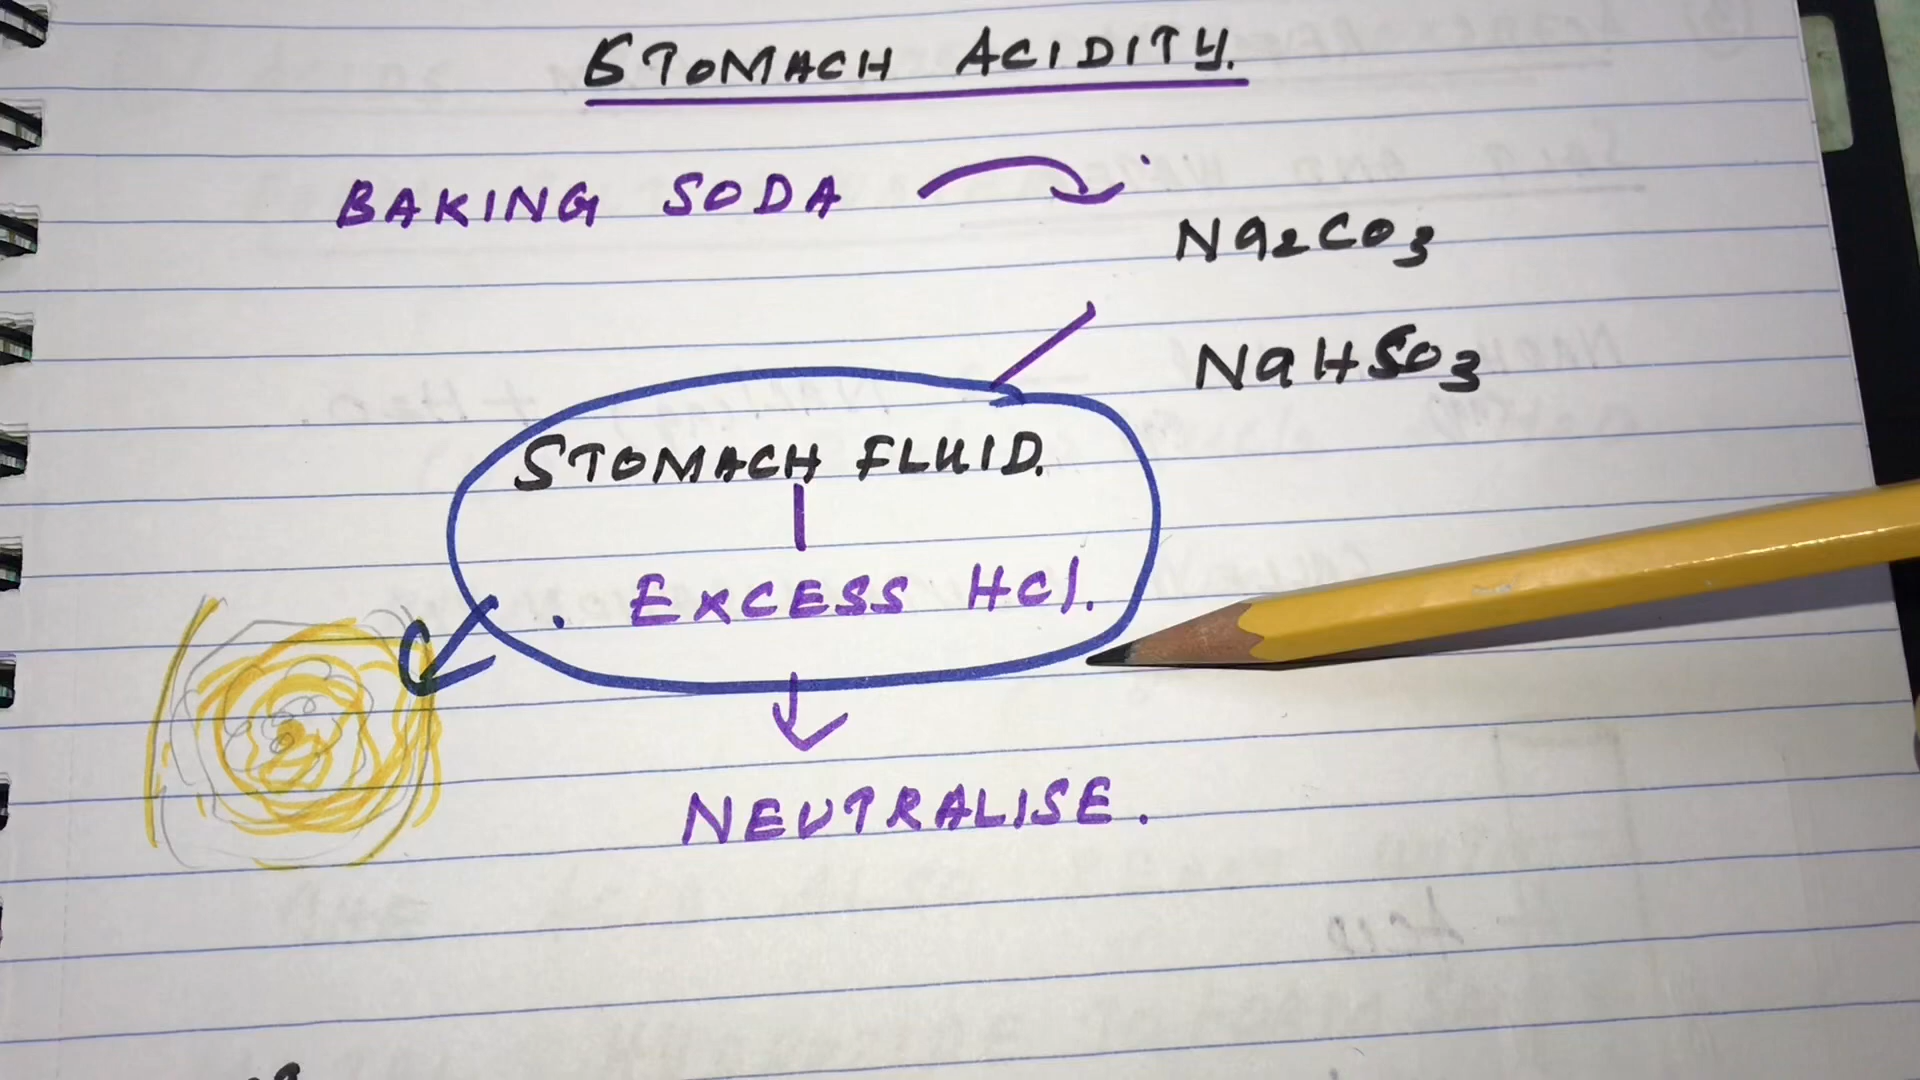 STOMACH ACIDITY.
BAKING SODA
Na2CO3
NaHSO3
STOMACH FLUID.
. EXCESS HCl.
NEUTRALISE.